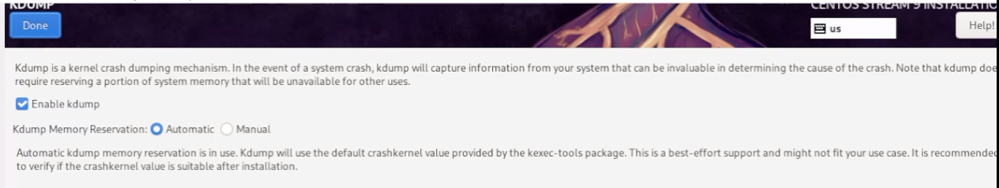 KDUMP
CENTOS STREAM 9 INSTALLATIO
Done
us
Help!
Kdump is a kernel crash dumping mechanism. In the event of a system crash, kdump will capture information from your system that can be invaluable in determining the cause of the crash. Note that kdump doe
require reserving a portion of system memory that will be unavailable for other uses.
Enable kdump
Kdump Memory Reservation: Automatic Manual
Automatic kdump memory reservation is in use. Kdump will use the default crashkernel value provided by the kexec-tools package. This is a best-effort support and might not fit your use case. It is recommended
to verify if the crashkernel value is suitable after installation.